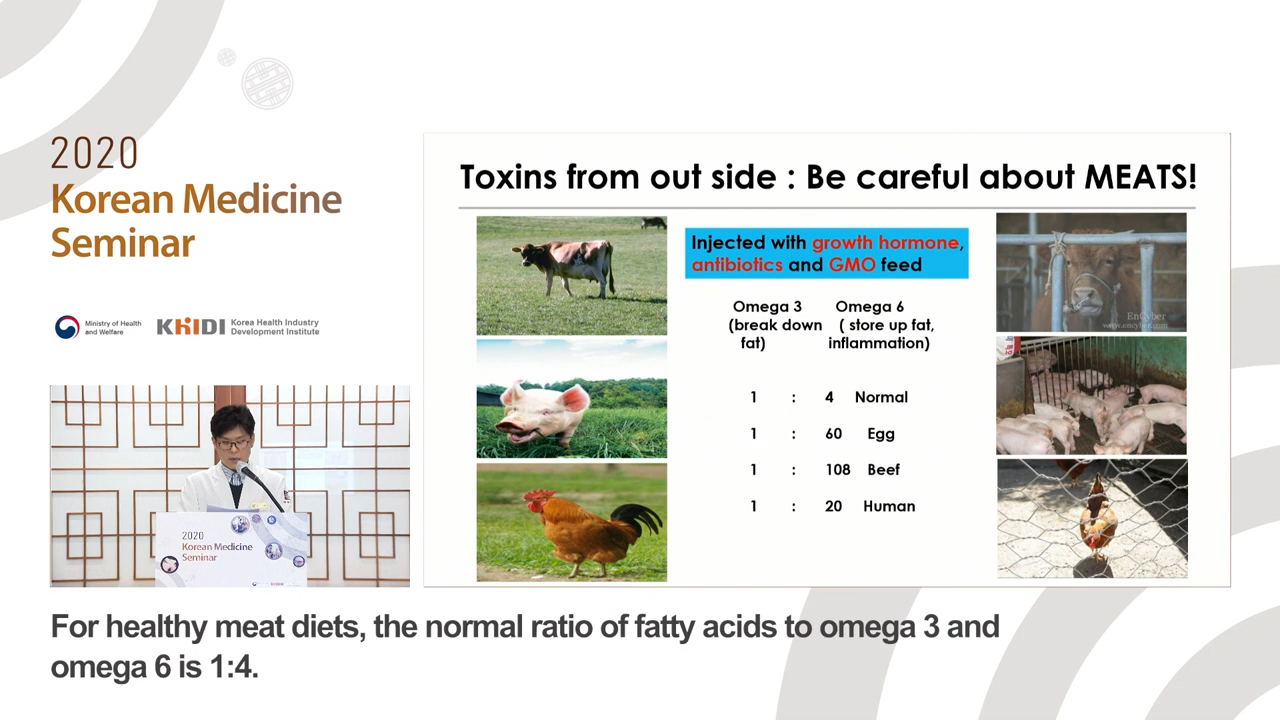 2020
Korean Medicine
Seminar
Ministry of Health
and Welfare
KHIDI
Korea Health Industry
Development Institute
2020
Korean Medicine
Seminar
Toxins from out side : Be careful about MEATS!
Injected with growth hormone,
antibiotics and GMO feed
Omega 3 Omega 6
(break down ( store up fat,
fat) inflammation)
1 : 4 Normal
1 : 60 Egg
1 : 108 Beef
1 : 20 Human
EnCyber
www.encyber.com
For healthy meat diets, the normal ratio of fatty acids to omega 3 and
omega 6 is 1:4.